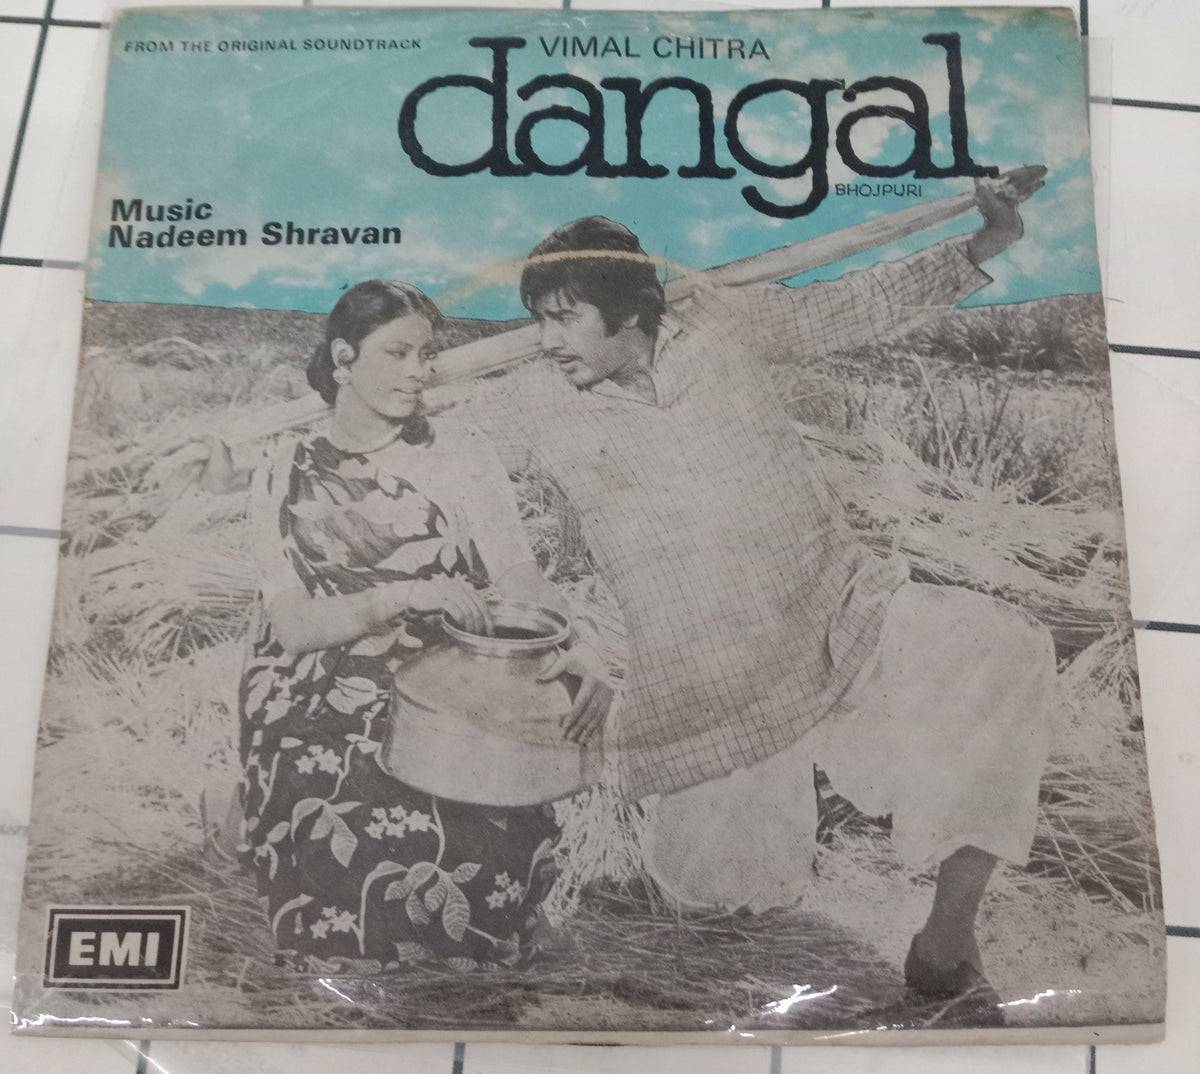 FROM THE ORIGINAL SOUNDTRACK
VIMAL CHITRA
dangal
BHOJPURI
Music
Nadeem Shravan
EMI